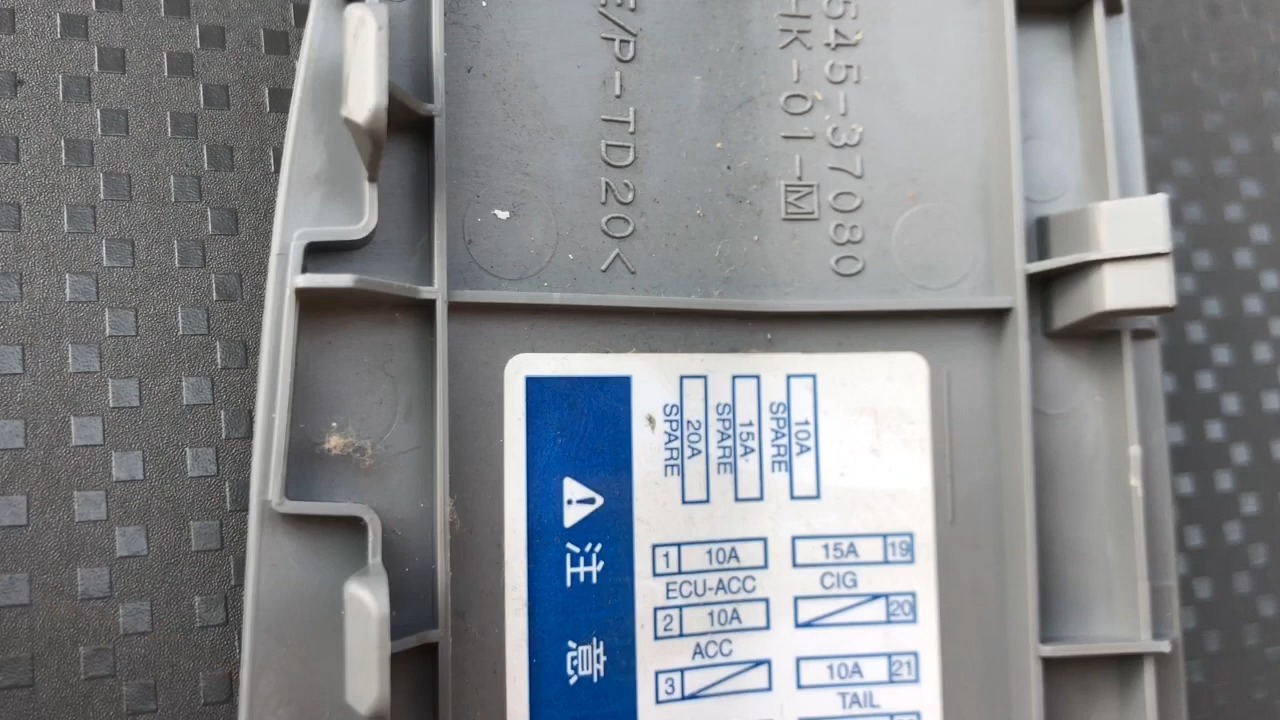 545-37080
HK-01-M
E/P-TD20<
10A
SPARE
15A
SPARE
20A
SPARE
注意
1 10A
ECU-ACC
2 10A
ACC
3
15A 19
CIG
20
10A 21
TAIL